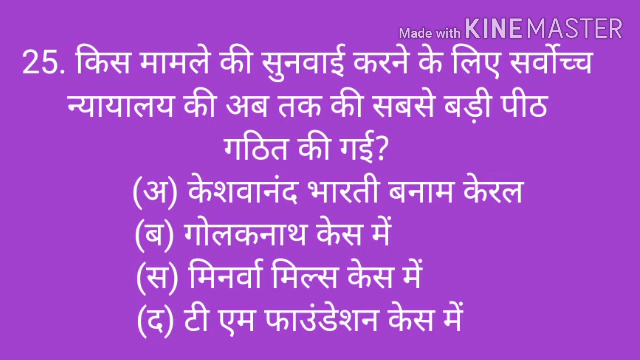 Made with KINEMASTER
25. किस मामले की सुनवाई करने के लिए सर्वोच्च
न्यायालय की अब तक की सबसे बड़ी पीठ
गठित की गई?
(अ) केशवानंद भारती बनाम केरल
(ब) गोलकनाथ केस में
(स) मिनर्वा मिल्स केस में
(द) टी एम फाउंडेशन केस में